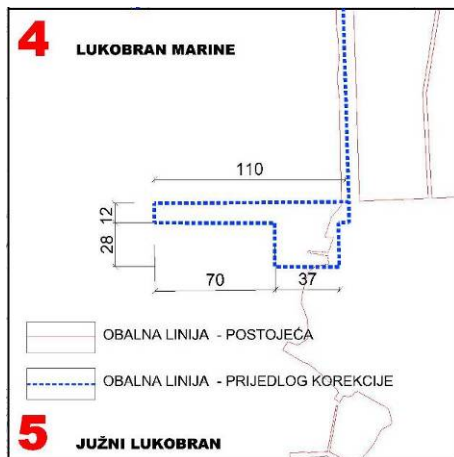 4 LUKOBRAN MARINE
110
12
28
70 37
OBALNA LINIJA - POSTOJEĆA
OBALNA LINIJA - PRIJEDLOG KOREKCIJE
5 JUŽNI LUKOBRAN